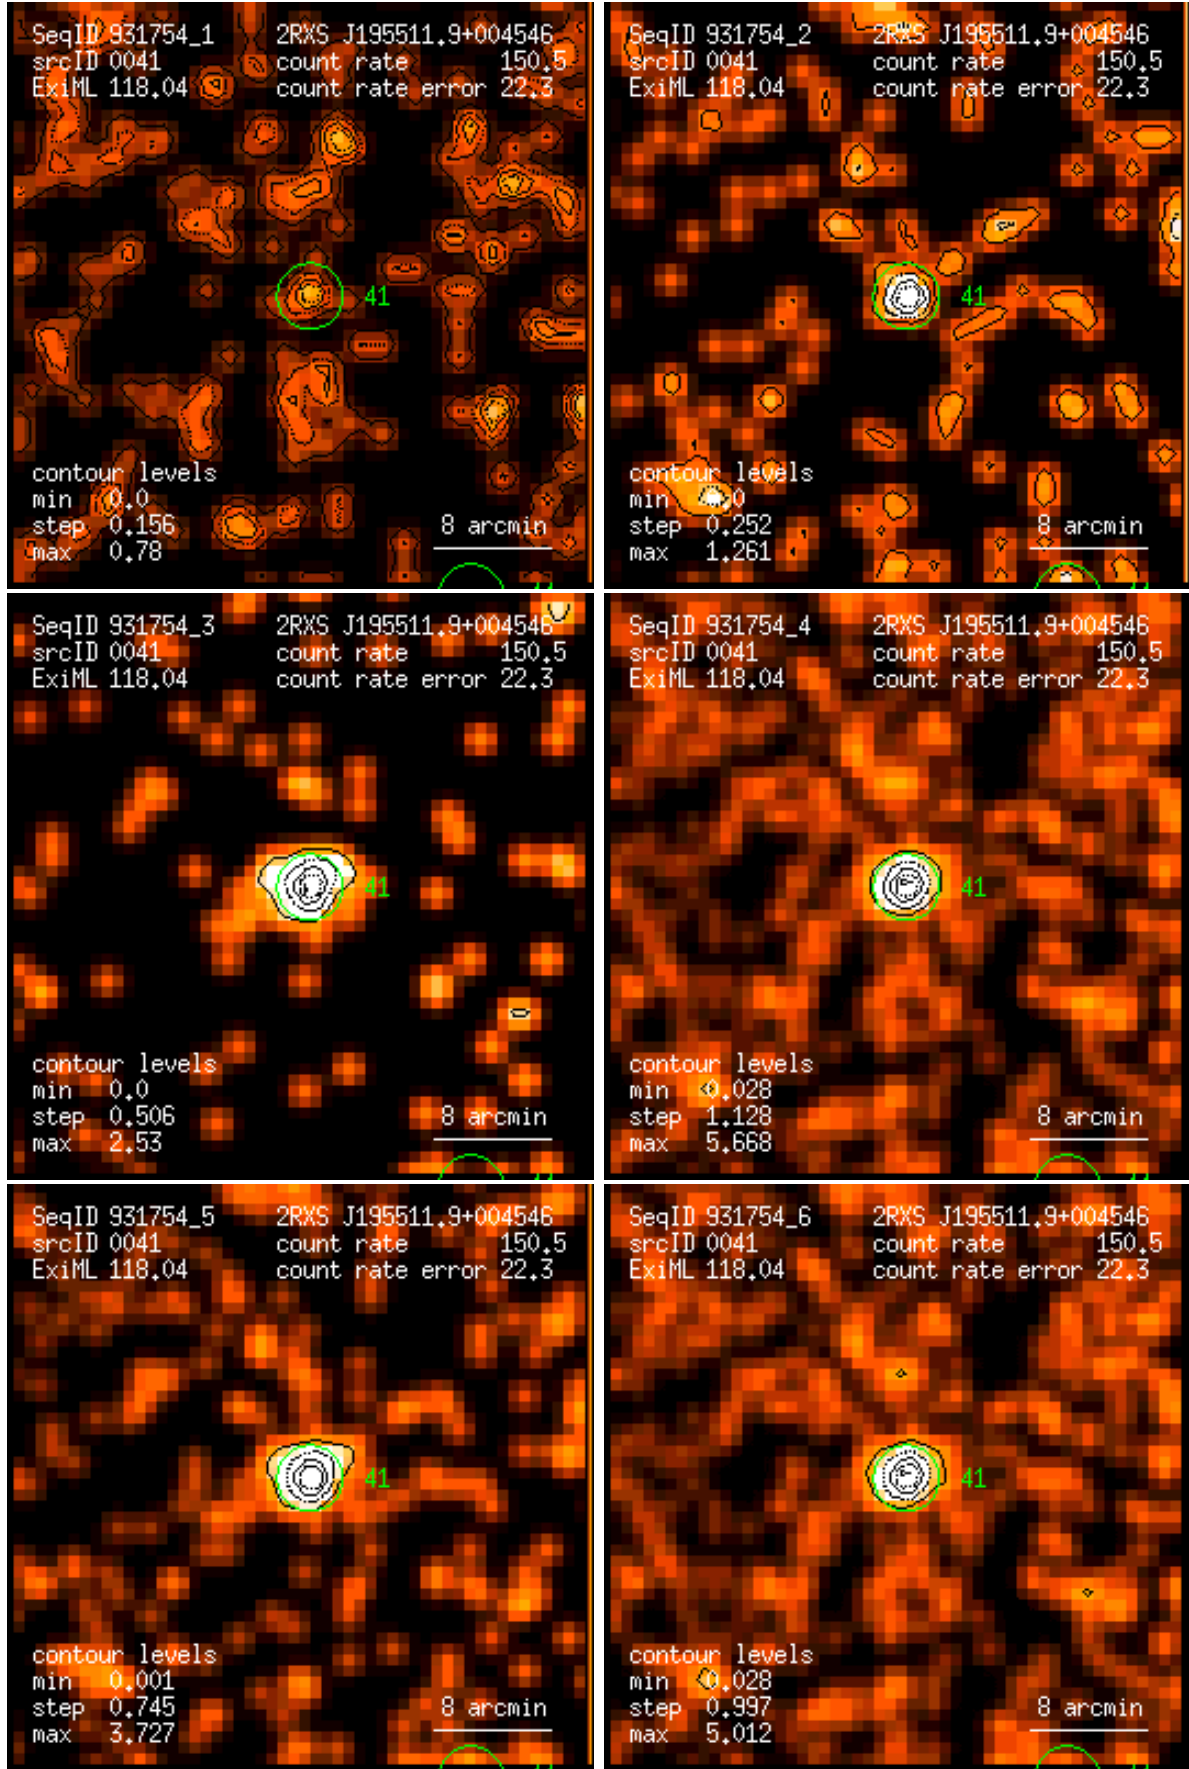 SeqID 931754_1 2RXS J195511.9+004546
srcID 0041 count rate 150.5
ExiML 118.04 count rate error 22.3
41
contour levels
min 0.0
step 0.156 8 arcmin
max 0.78
SeqID 931754_2 2RXS J195511.9+004546
srcID 0041 count rate 150.5
ExiML 118.04 count rate error 22.3
41
contour levels
min 0.0
step 0.252 8 arcmin
max 1.261
SeqID 931754_3 2RXS J195511.9+004546
srcID 0041 count rate 150.5
ExiML 118.04 count rate error 22.3
41
contour levels
min 0.0
step 0.506 8 arcmin
max 2.53
SeqID 931754_4 2RXS J195511.9+004546
srcID 0041 count rate 150.5
ExiML 118.04 count rate error 22.3
41
contour levels
min 0.028
step 1.128 8 arcmin
max 5.668
SeqID 931754_5 2RXS J195511.9+004546
srcID 0041 count rate 150.5
ExiML 118.04 count rate error 22.3
41
contour levels
min 0.001
step 0.745 8 arcmin
max 3.727
SeqID 931754_6 2RXS J195511.9+004546
srcID 0041 count rate 150.5
ExiML 118.04 count rate error 22.3
41
contour levels
min 0.028
step 0.997 8 arcmin
max 5.012